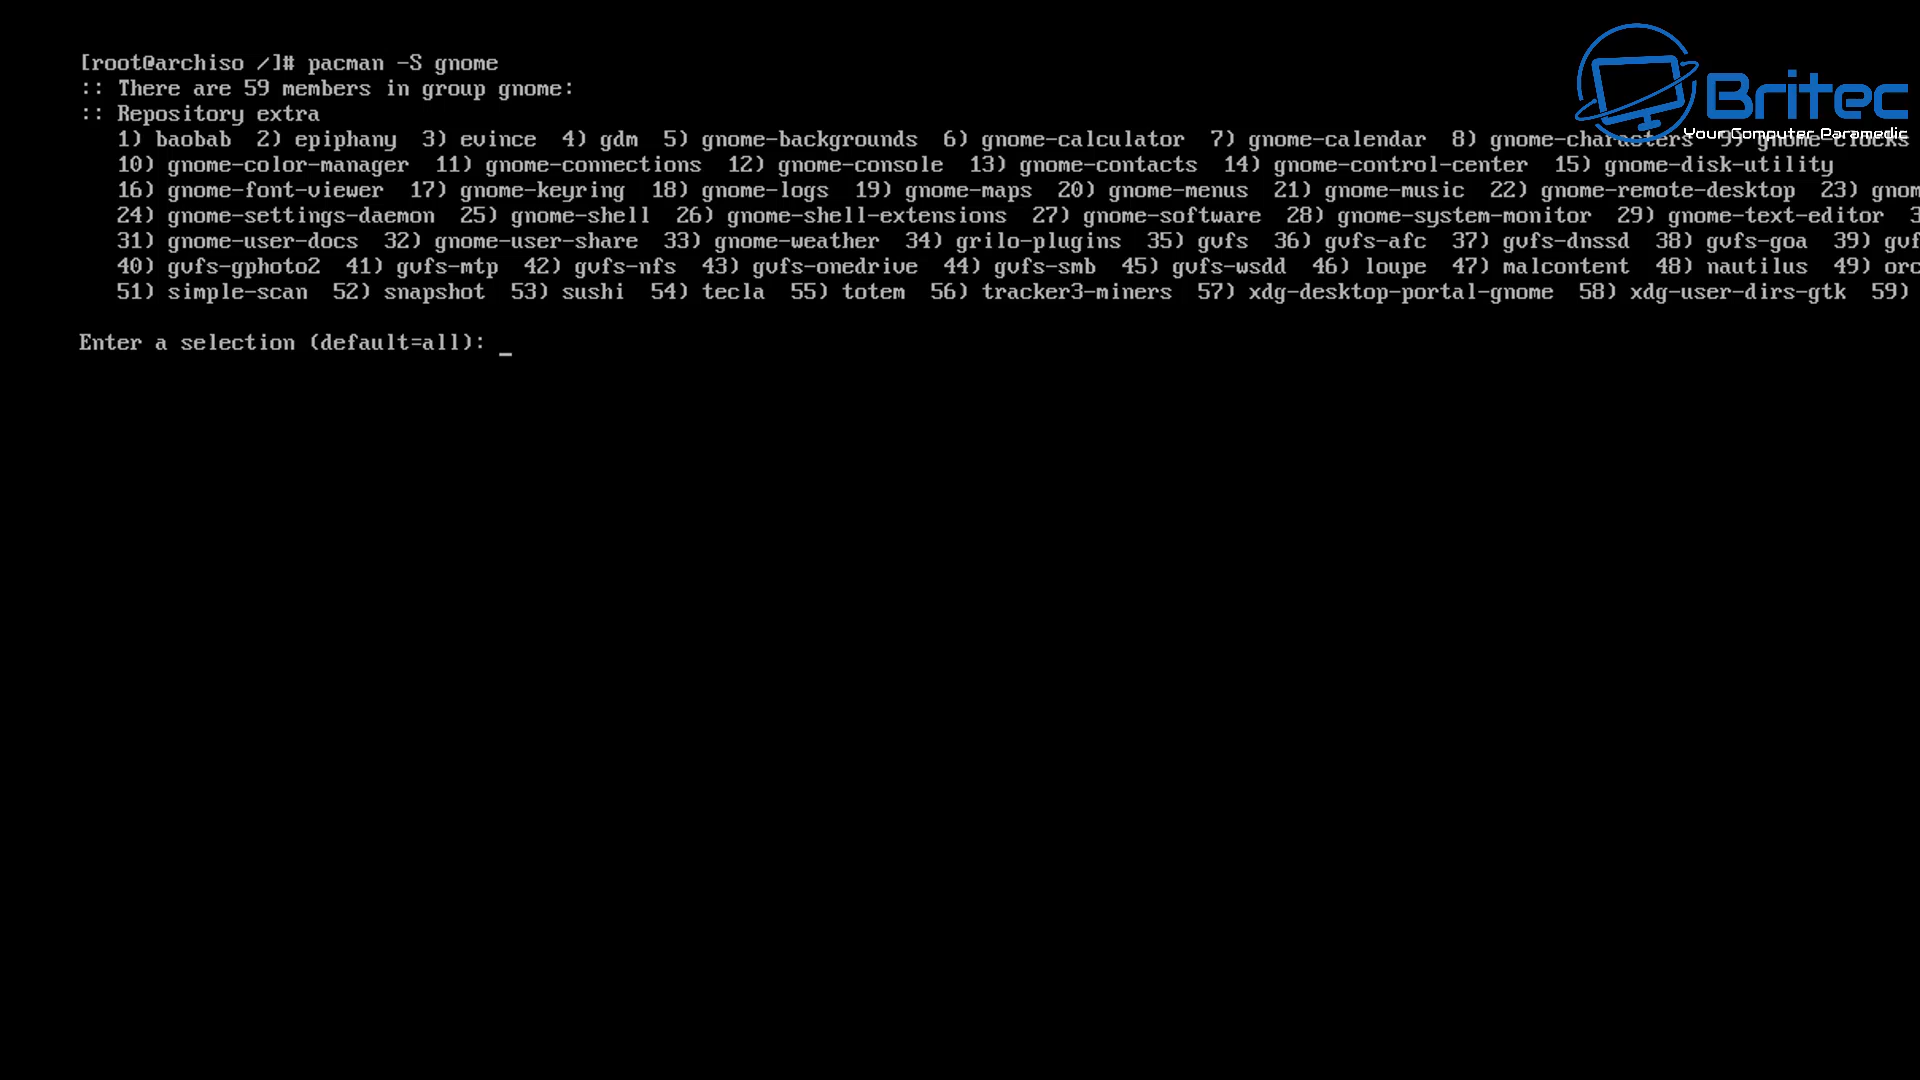 [root@archiso /]# pacman -S gnome
:: There are 59 members in group gnome:
:: Repository extra
1) baobab 2) epiphany 3) evince 4) gdm 5) gnome-backgrounds 6) gnome-calculator 7) gnome-calendar 8) gnome-characters 9) gnome-clocks
10) gnome-color-manager 11) gnome-connections 12) gnome-console 13) gnome-contacts 14) gnome-control-center 15) gnome-disk-utility
16) gnome-font-viewer 17) gnome-keyring 18) gnome-logs 19) gnome-maps 20) gnome-menus 21) gnome-music 22) gnome-remote-desktop 23)
24) gnome-settings-daemon 25) gnome-shell 26) gnome-shell-extensions 27) gnome-software 28) gnome-system-monitor 29) gnome-text-editor
31) gnome-user-docs 32) gnome-user-share 33) gnome-weather 34) grilo-plugins 35) gvfs 36) gvfs-afc 37) gvfs-dnssd 38) gvfs-goa 39)
40) gvfs-gphoto2 41) gvfs-mtp 42) gvfs-nfs 43) gvfs-onedrive 44) gvfs-smb 45) gvfs-wsdd 46) loupe 47) malcontent 48) nautilus 49)
51) simple-scan 52) snapshot 53) sushi 54) tecla 55) totem 56) tracker3-miners 57) xdg-desktop-portal-gnome 58) xdg-user-dirs-gtk 59)
Enter a selection (default=all): _
Britec
Your Computer Paramedic